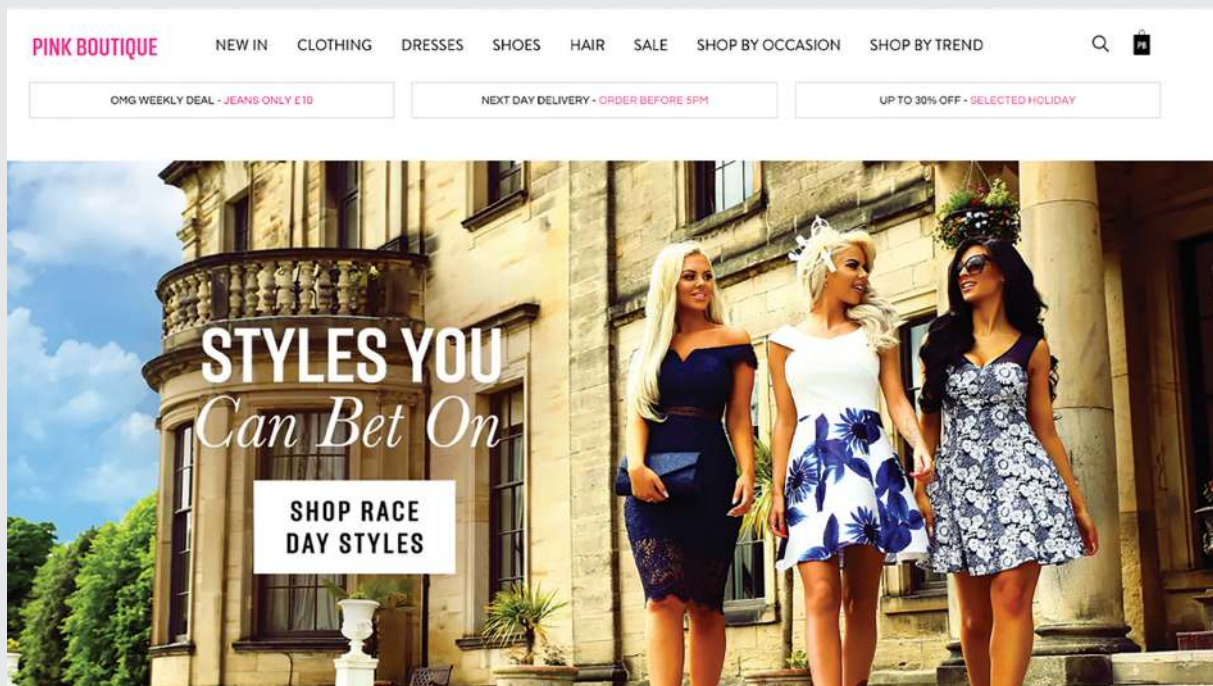 PINK BOUTIQUE
NEW IN CLOTHING DRESSES SHOES HAIR SALE SHOP BY OCCASION SHOP BY TREND
PB
OMG WEEKLY DEAL - JEANS ONLY £10
NEXT DAY DELIVERY - ORDER BEFORE 5PM
UP TO 30% OFF - SELECTED HOLIDAY
STYLES YOU
Can Bet On
SHOP RACE
DAY STYLES